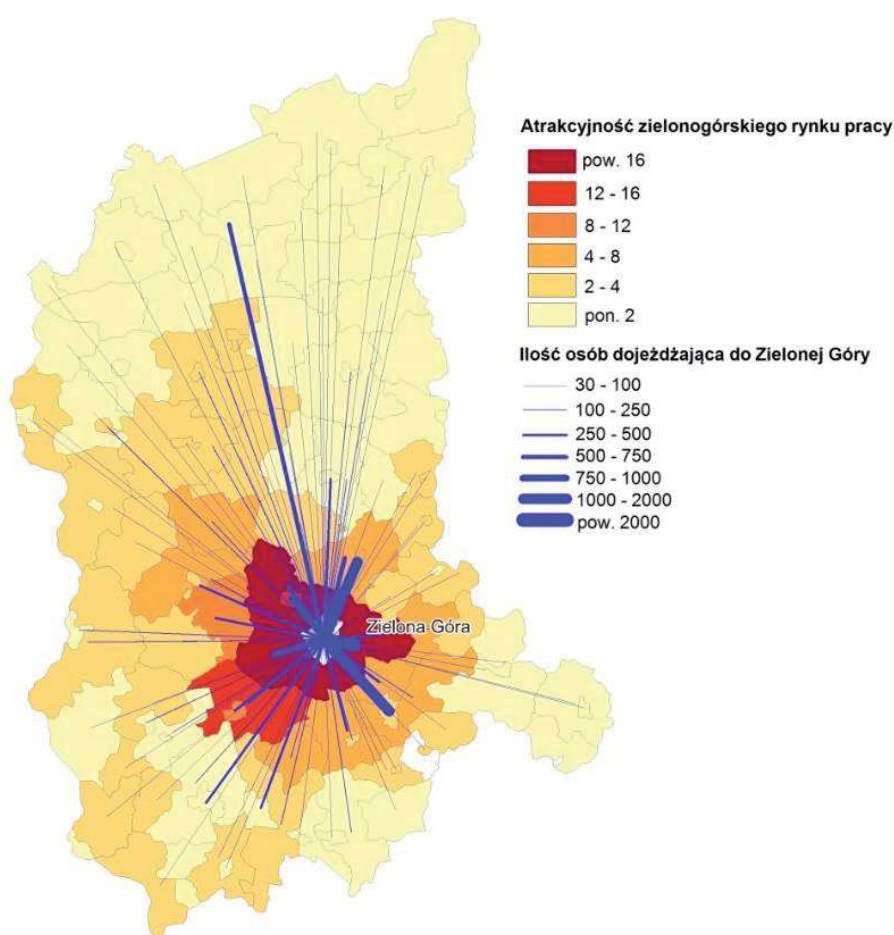 Atrakcyjność zielonogórskiego rynku pracy
pow. 16
12 - 16
8 - 12
4 - 8
2 - 4
pon. 2
Ilość osób dojeżdżająca do Zielonej Góry
30 - 100
100 - 250
250 - 500
500 - 750
750 - 1000
1000 - 2000
pow. 2000
Zielona Góra